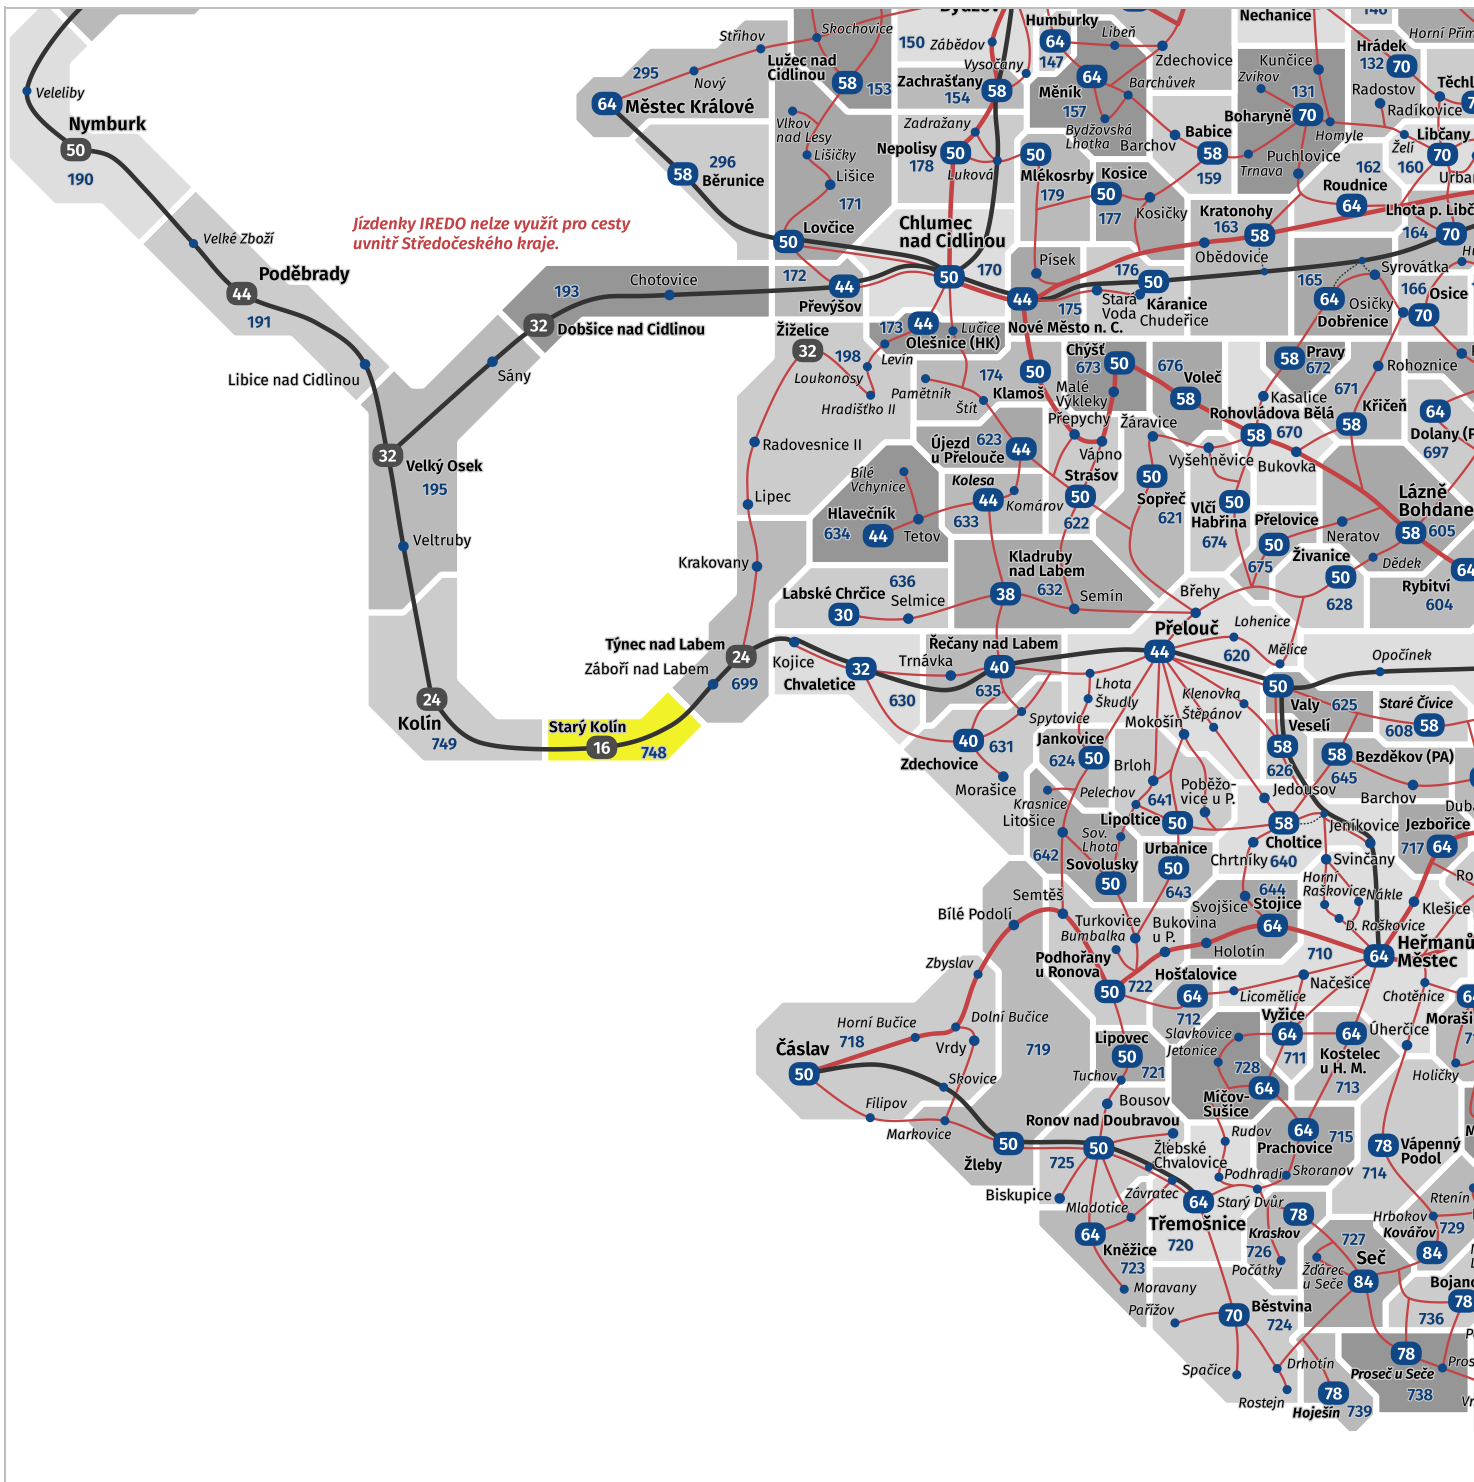 Bydžov
Humburky
64
147
Libeň
Nechanice
146
Horní Přím
Skochovice
Střihov
150
Zábědov
Vysočany
Zdechovice
Hrádek
132
70
Kunčice
Zvíkov
131
Radostov
Těchl
Radíkovice
295
Nový
Lužec nad
Cidlinou
58
153
Zachrašťany
154
58
64
Měník
157
Barchůvek
Veleliby
64
Městec Králové
Vlkov
nad Lesy
Zadražany
Bydžovská
Lhotka
Barchov
Babice
58
159
Boharyně
70
Homyle
Libčany
70
Želí
160
Nymburk
50
190
Lišičky
Nepolisy
178
50
Luková
50
Mlékosrby
179
Kosice
50
177
Kosičky
Puchlovice
Trnava
162
Roudnice
64
Urba
296
58
Běrunice
Lišice
171
Jízdenky IREDO nelze využít pro cesty
uvnitř Středočeského kraje.
Lovčice
50
Chlumec
nad Cidlinou
50
170
Kratonohy
163
58
Obědovice
Lhota p. Libč
164
70
Velké Zboží
Poděbrady
44
191
193
Choťovice
172
44
Převýšov
Písek
176
50
Káranice
Chudeřice
Stará
Voda
175
44
Nové Město n. C.
165
Syrovátka
64
Osičky
Dobřenice
166
Osice
70
32
Dobšice nad Cidlinou
Žiželice
32
198
173
44
Lučice
Olešnice (HK)
Levín
Loukonosy
Hradišťko II
Pamětník
174
Štít
50
Klamoš
Chýšť
673
50
Malé
Výkleky
676
Voleč
58
58
Pravy
672
671
Rohoznice
Libice nad Cidlinou
Sány
Přepychy
Žáravice
Kasalice
Rohovládova Bělá
58
670
Křičeň
58
64
Dolany (P
697
Radovesnice II
Újezd
u Přelouče
623
44
Vápno
Vyšehněvice
Bukovka
32
Velký Osek
195
Bílé
Vchynice
Kolesa
44
633
Komárov
Strašov
50
622
50
Sopřeč
621
Vlčí
Habřina
50
674
Lázně
Bohdane
58
605
Lipec
Hlavečník
634
44
Tetov
Přelovice
50
675
Neratov
Veltruby
Krakovany
Kladruby
nad Labem
632
38
Semín
Živanice
50
628
Dědek
Rybitví
604
64
636
Labské Chrčice
30
Selmice
Břehy
Týnec nad Labem
24
Záboří nad Labem
699
Kojice
32
Chvaletice
630
Řečany nad Labem
Trnávka
40
635
Přelouč
44
Lohenice
620
Mělice
Opočínek
50
24
Kolín
749
Starý Kolín
16
748
Lhota
Škudly
Spytovice
Klenovka
Štěpánov
Mokošín
Valy
Veselí
58
626
625
Staré Čívice
608
58
40
631
Zdechovice
Morašice
Jankovice
624
50
Brloh
58
645
Bezděkov (PA)
Barchov
Krasnice
Litošice
Pelechov
641
Poběžo-
vice u P.
Jedousov
Lipoltice
50
58
Choltice
640
Jeníkovice
Jezbořice
717
64
642
Sov.
Lhota
Sovolusky
50
Urbanice
50
643
Chrtníky
Svinčany
Horní
Raškovice
Nákle
D. Raškovice
Klešice
Semtěš
Bílé Podolí
Turkovice
Bumbalka
Bukovina
u P.
Svojšice
644
Stojice
64
Holotín
710
64
Heřmanů
Městec
Zbyslav
Podhořany
u Ronova
50
722
Hošťalovice
64
712
Licomělice
Načešice
Chotěnice
Horní Bučice
718
Dolní Bučice
Vrdy
719
Čáslav
50
Skovice
Lipovec
50
721
Tuchov
Slavkovice
Jetonice
Vyžice
64
711
64
Kostelec
u H. M.
713
Úherčice
Moraši
Holičky
728
64
Míčov-
Sušice
Filipov
Markovice
Bousov
Ronov nad Doubravou
50
Žleby
50
725
Žlebské
Chvalovice
Rudov
64
Prachovice
715
78
Vápenný
Podol
714
Biskupice
Závratec
Mladotice
Podhradí
Skoranov
Starý Dvůr
64
Třemošnice
720
78
Kraskov
726
Počátky
Rtenín
Hrbokov
Kovářov
729
84
64
Kněžice
723
Moravany
727
Seč
84
Žďárec
u Seče
Bojano
78
736
Pařížov
70
Běstvina
724
Spačice
Drhotín
Rostejn
78
Proseč u Seče
738
78
Hoješín
739